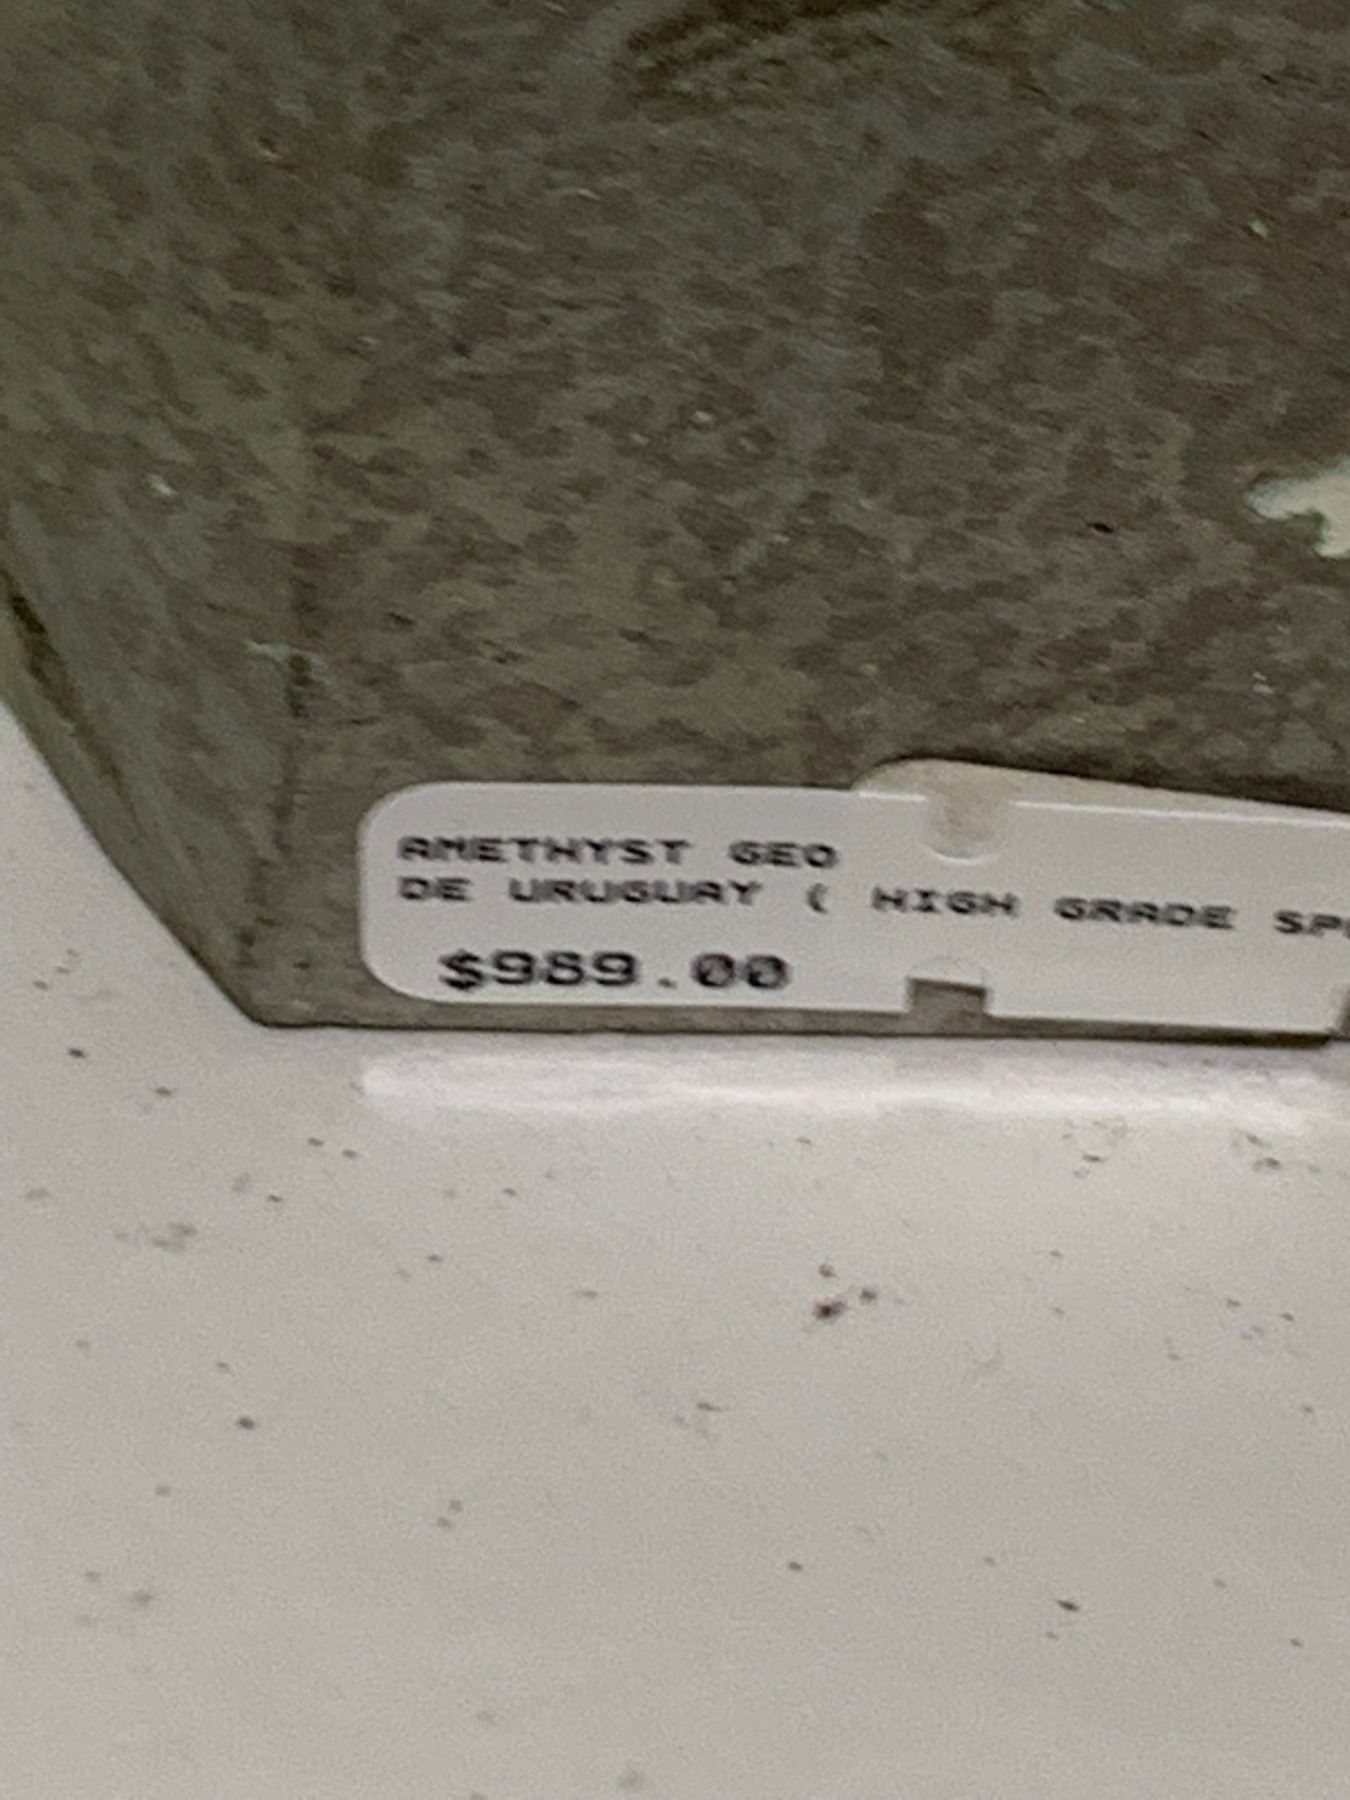 AMETHYST GEO
DE URUGUAY ( HIGH GRADE
$989.00